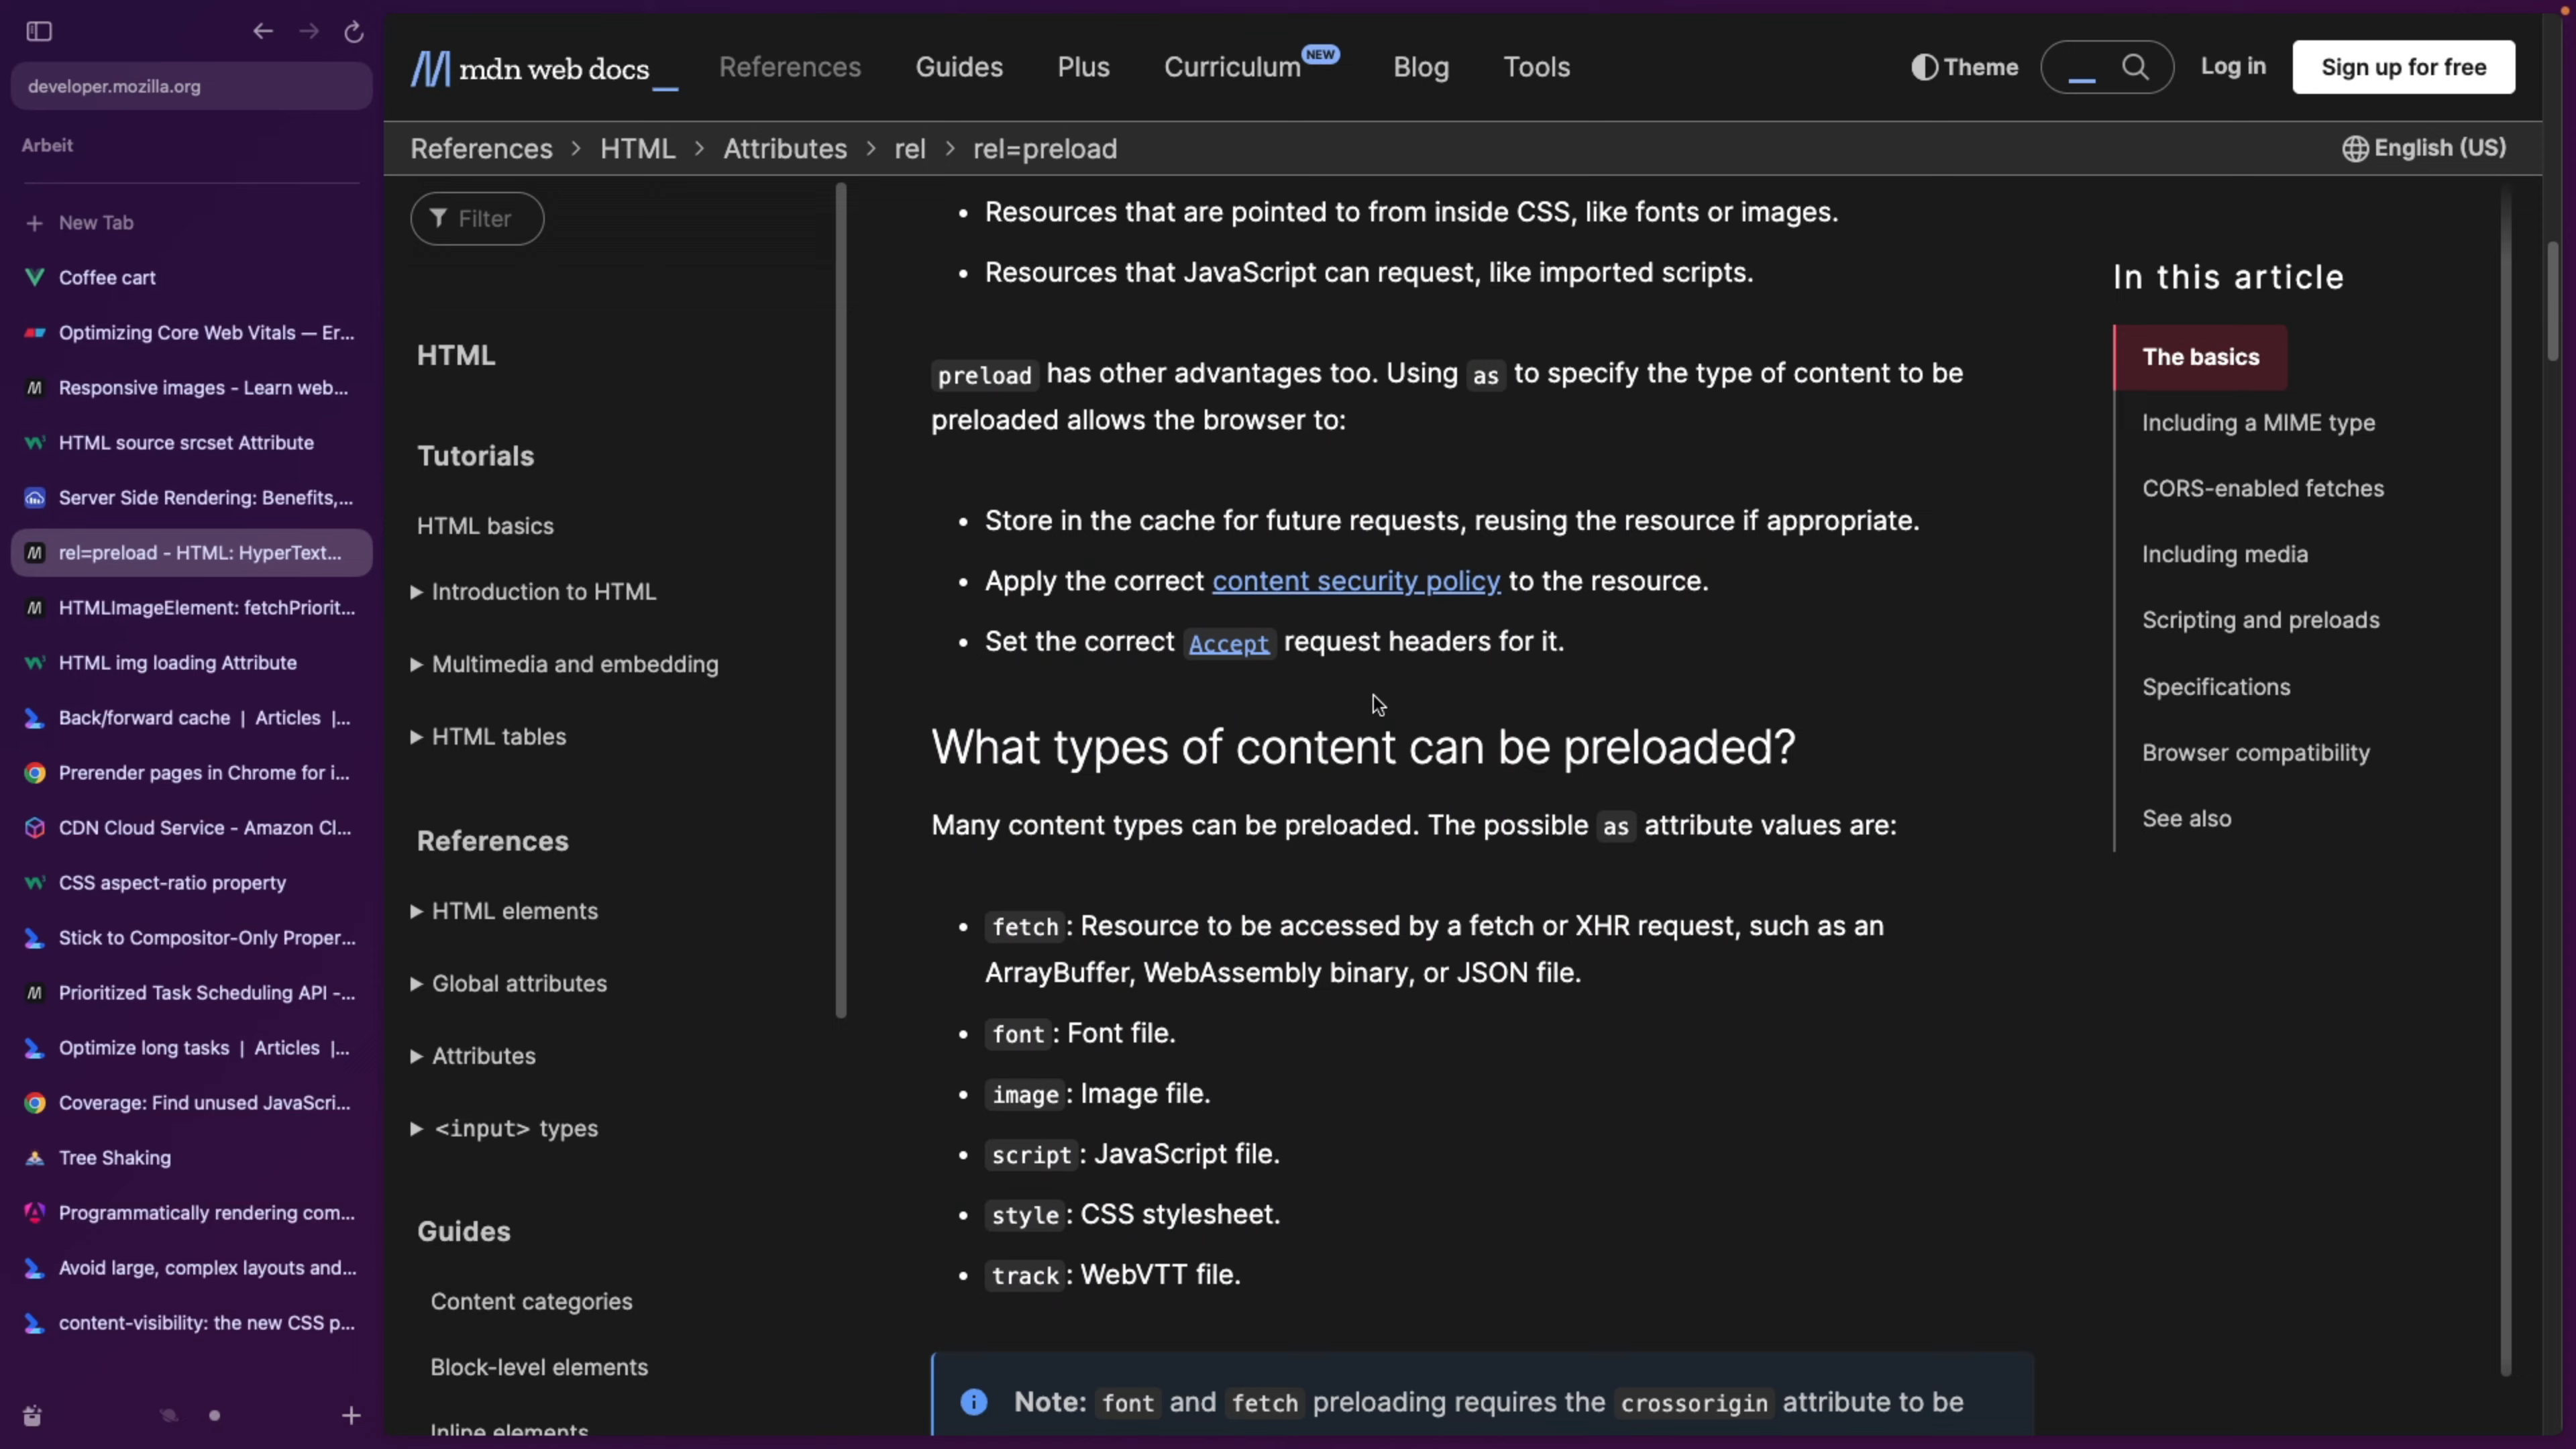 developer.mozilla.org
Arbeit
New Tab
Coffee cart
Optimizing Core Web Vitals — Er...
Responsive images - Learn web...
HTML source srcset Attribute
Server Side Rendering: Benefits,...
rel=preload - HTML: HyperText...
HTMLImageElement: fetchPriorit...
HTML img loading Attribute
Back/forward cache | Articles |...
Prerender pages in Chrome for i...
CDN Cloud Service - Amazon Cl...
CSS aspect-ratio property
Stick to Compositor-Only Proper...
Prioritized Task Scheduling API -...
Optimize long tasks | Articles |...
Coverage: Find unused JavaScri...
Tree Shaking
Programmatically rendering com...
Avoid large, complex layouts and...
content-visibility: the new CSS p...
mdn web docs_
References
Guides
Plus
Curriculum NEW
Blog
Tools
Theme
Log in
Sign up for free
References > HTML > Attributes > rel > rel=preload
English (US)
Filter
HTML
Tutorials
HTML basics
Introduction to HTML
Multimedia and embedding
HTML tables
References
HTML elements
Global attributes
Attributes
<input> types
Guides
Content categories
Block-level elements
Inline elements
• Resources that are pointed to from inside CSS, like fonts or images.
• Resources that JavaScript can request, like imported scripts.
preload has other advantages too. Using as to specify the type of content to be
preloaded allows the browser to:
• Store in the cache for future requests, reusing the resource if appropriate.
• Apply the correct content security policy to the resource.
• Set the correct Accept request headers for it.
What types of content can be preloaded?
Many content types can be preloaded. The possible as attribute values are:
• fetch: Resource to be accessed by a fetch or XHR request, such as an
ArrayBuffer, WebAssembly binary, or JSON file.
• font: Font file.
• image: Image file.
• script: JavaScript file.
• style: CSS stylesheet.
• track: WebVTT file.
Note: font and fetch preloading requires the crossorigin attribute to be
In this article
The basics
Including a MIME type
CORS-enabled fetches
Including media
Scripting and preloads
Specifications
Browser compatibility
See also